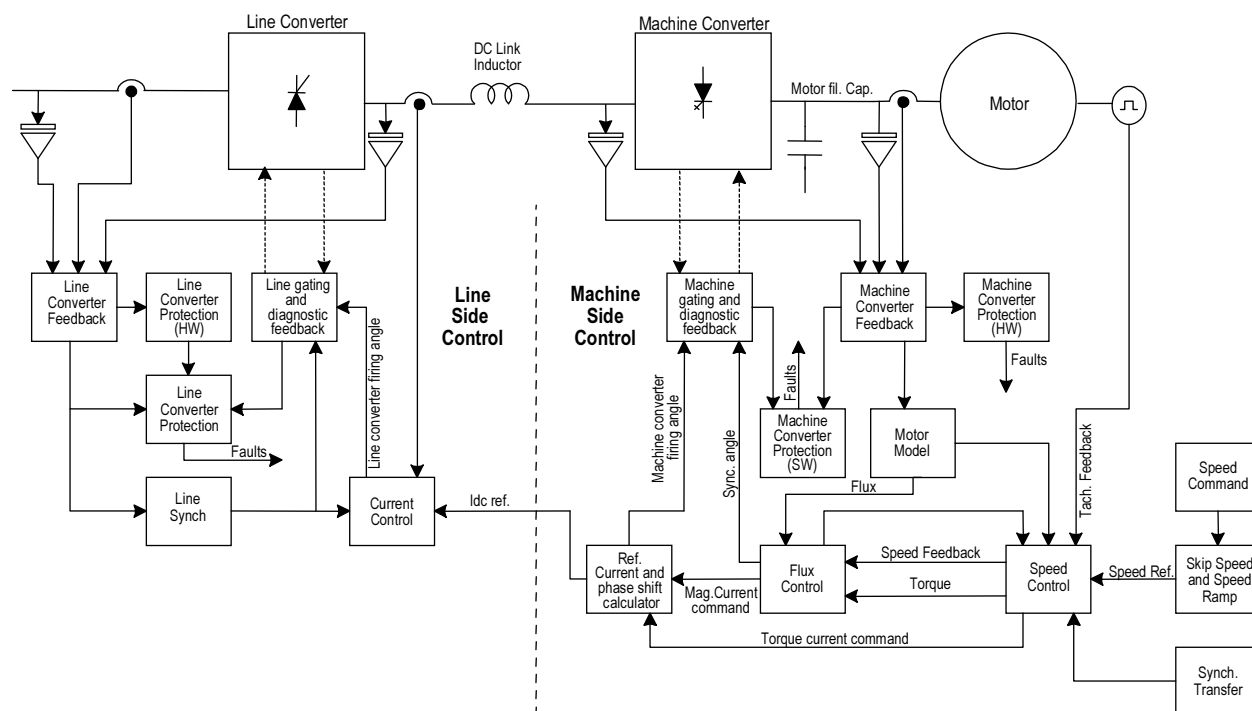 Line Converter
Machine Converter
DC Link
Inductor
Motor fil. Cap.
Motor
Line
Converter
Feedback
Line
Converter
Protection
(HW)
Line gating
and
diagnostic
feedback
Line
Side
Control
Machine
Side
Control
Machine
gating and
diagnostic
feedback
Machine
Converter
Feedback
Machine
Converter
Protection
(HW)
Faults
Line
Converter
Protection
Faults
Line converter firing angle
Machine converter
firing angle
Sync. angle
Faults
Machine
Converter
Protection
(SW)
Motor
Model
Tach. Feedback
Speed
Command
Line
Synch
Current
Control
Idc ref.
Flux
Ref.
Current and
phase shift
calculator
Mag.Current
command
Flux
Control
Speed Feedback
Torque
Speed
Control
Speed Ref.
Skip Speed
and Speed
Ramp
Torque current command
Synch.
Transfer